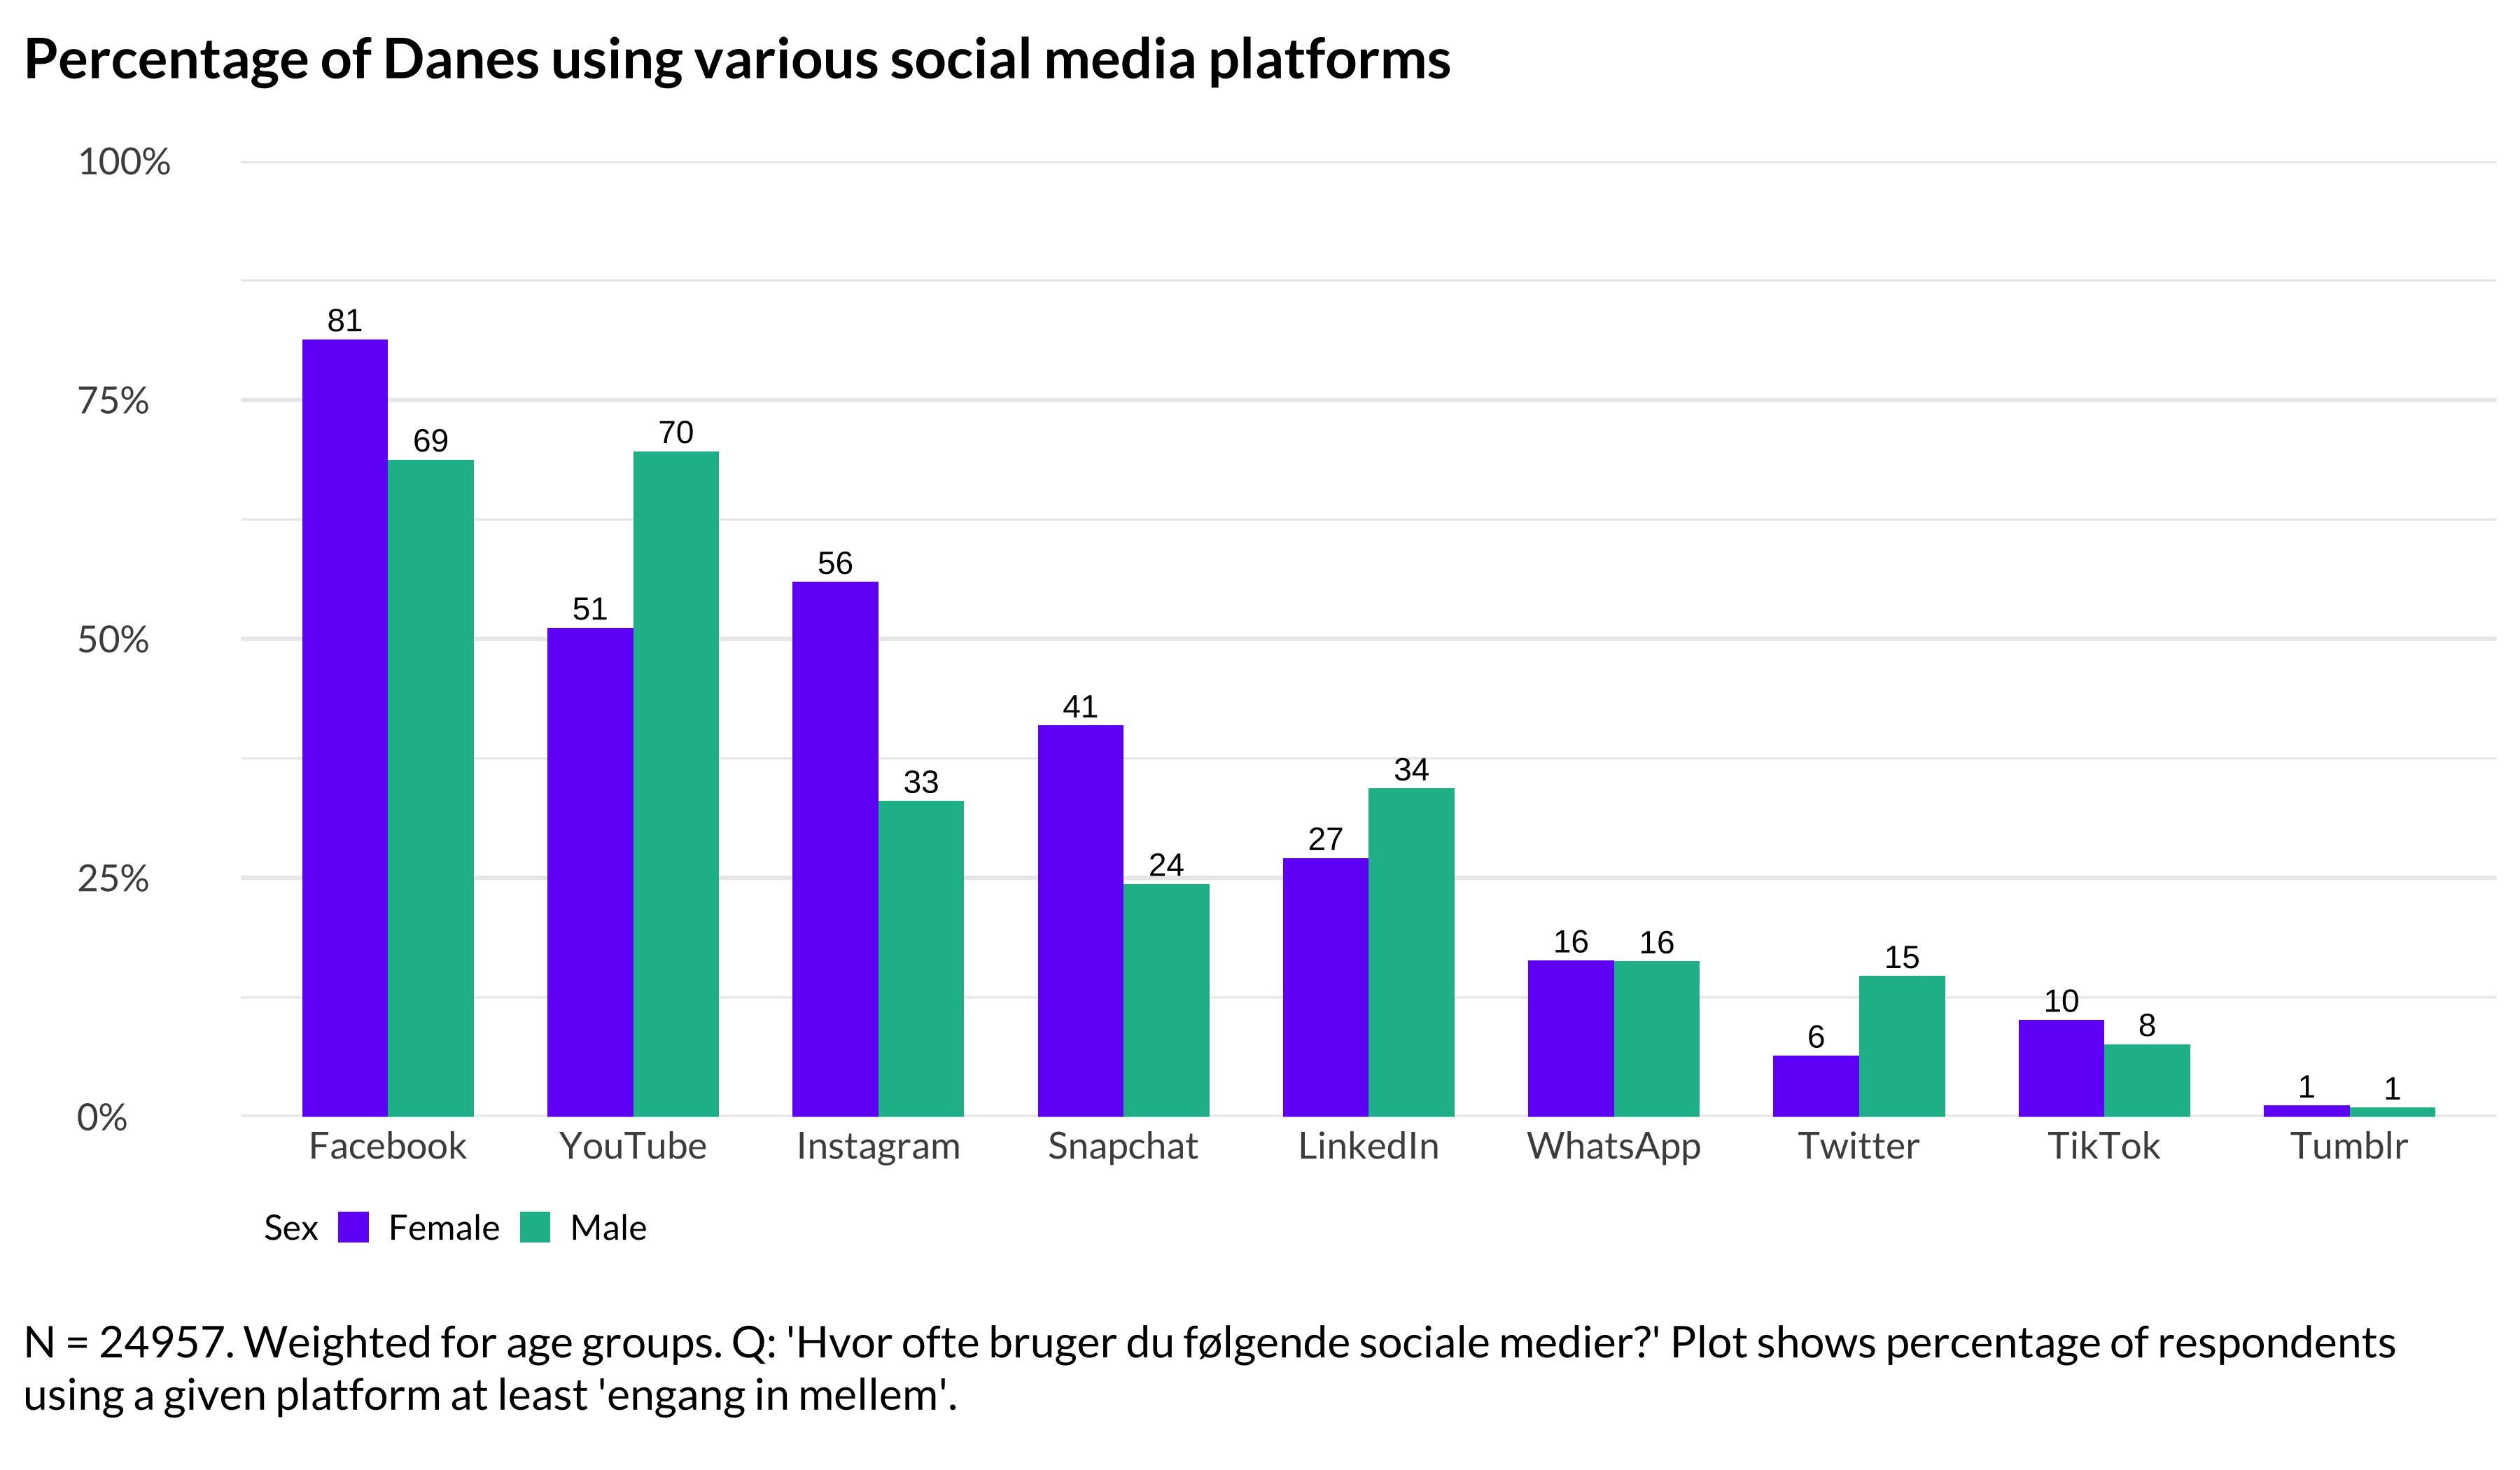 Percentage of Danes using various social media platforms
100%
75%
50%
25%
0%
81
69
51
70
56
33
41
24
27
34
16
16
6
15
10
8
1
1
Facebook
YouTube
Instagram
Snapchat
LinkedIn
WhatsApp
Twitter
TikTok
Tumblr
Sex Female Male
N = 24957. Weighted for age groups. Q: 'Hvor ofte bruger du følgende sociale medier?' Plot shows percentage of respondents
using a given platform at least 'engang in mellem'.